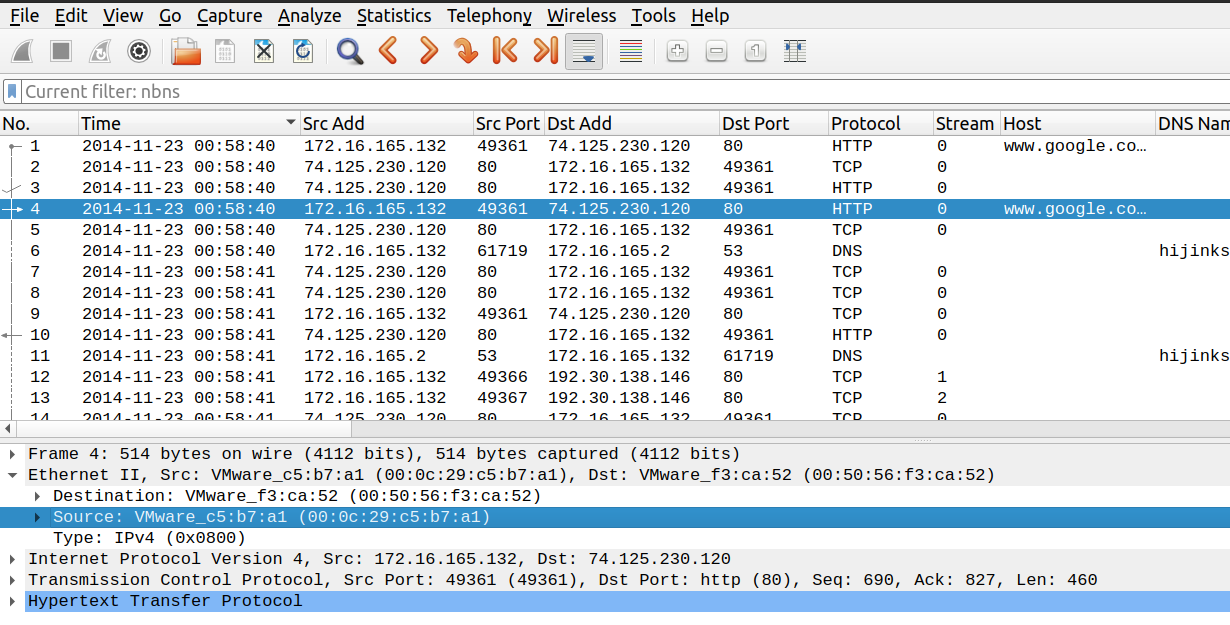 File Edit View Go Capture Analyze Statistics Telephony Wireless Tools Help
Current filter: nbns
No. Time Src Add Src Port Dst Add Dst Port Protocol Stream Host DNS Nam
1 2014-11-23 00:58:40 172.16.165.132 49361 74.125.230.120 80 HTTP 0 www.google.co…
2 2014-11-23 00:58:40 74.125.230.120 80 172.16.165.132 49361 TCP 0
3 2014-11-23 00:58:40 74.125.230.120 80 172.16.165.132 49361 HTTP 0
4 2014-11-23 00:58:40 172.16.165.132 49361 74.125.230.120 80 HTTP 0 www.google.co…
5 2014-11-23 00:58:40 74.125.230.120 80 172.16.165.132 49361 TCP 0
6 2014-11-23 00:58:40 172.16.165.132 61719 172.16.165.2 53 DNS hijinks
7 2014-11-23 00:58:41 74.125.230.120 80 172.16.165.132 49361 TCP 0
8 2014-11-23 00:58:41 74.125.230.120 80 172.16.165.132 49361 TCP 0
9 2014-11-23 00:58:41 172.16.165.132 49361 74.125.230.120 80 TCP 0
10 2014-11-23 00:58:41 74.125.230.120 80 172.16.165.132 49361 HTTP 0
11 2014-11-23 00:58:41 172.16.165.2 53 172.16.165.132 61719 DNS hijinks
12 2014-11-23 00:58:41 172.16.165.132 49366 192.30.138.146 80 TCP 1
13 2014-11-23 00:58:41 172.16.165.132 49367 192.30.138.146 80 TCP 2
14 2014-11-23 00:58:41 74.125.230.120 80 172.16.165.132 49361 TCP 0
Frame 4: 514 bytes on wire (4112 bits), 514 bytes captured (4112 bits)
Ethernet II, Src: VMware_c5:b7:a1 (00:0c:29:c5:b7:a1), Dst: VMware_f3:ca:52 (00:50:56:f3:ca:52)
Destination: VMware_f3:ca:52 (00:50:56:f3:ca:52)
Source: VMware_c5:b7:a1 (00:0c:29:c5:b7:a1)
Type: IPv4 (0x0800)
Internet Protocol Version 4, Src: 172.16.165.132, Dst: 74.125.230.120
Transmission Control Protocol, Src Port: 49361 (49361), Dst Port: http (80), Seq: 690, Ack: 827, Len: 460
Hypertext Transfer Protocol